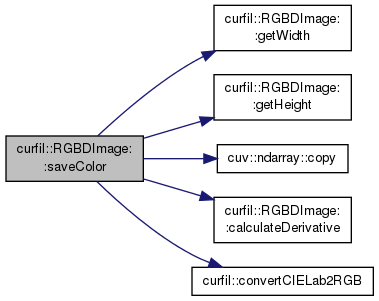 curfil::RGBDImage:
:saveColor
curfil::RGBDImage:
:getWidth
curfil::RGBDImage:
:getHeight
cuv::ndarray::copy
curfil::RGBDImage:
:calculateDerivative
curfil::convertCIELab2RGB